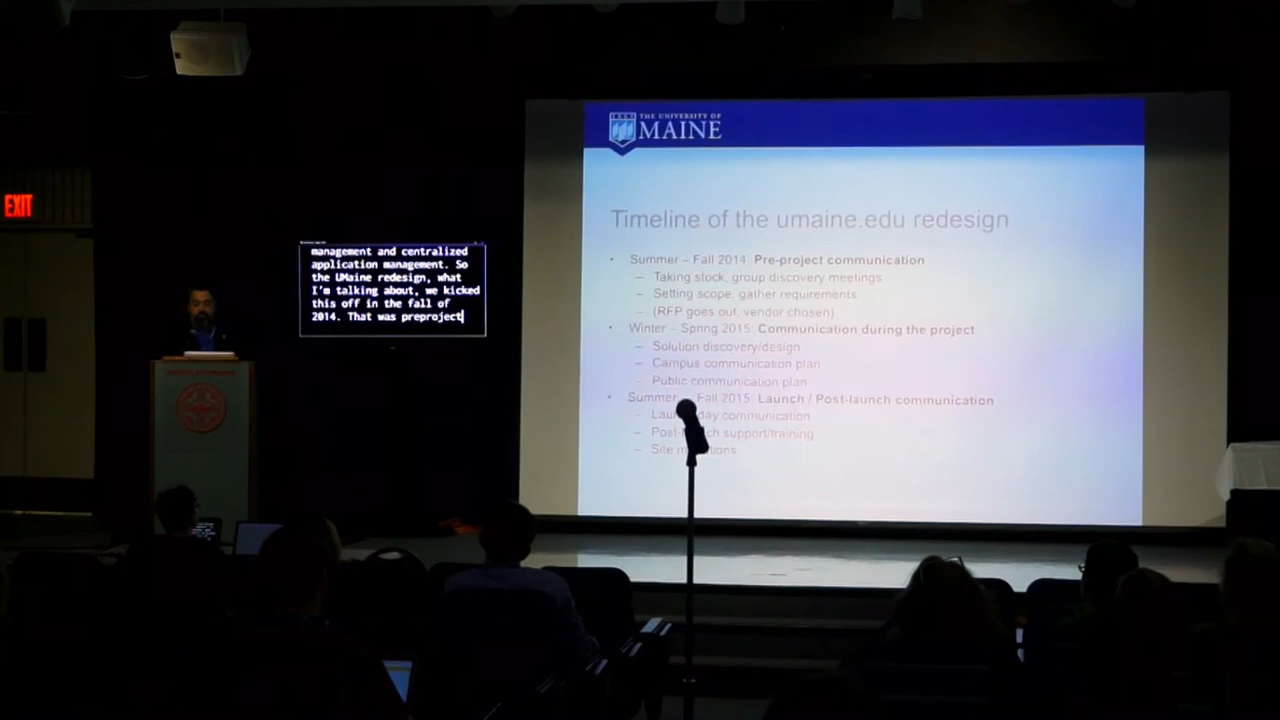 EXIT
management and centralized
application management. So
the UMaine redesign, what
I'm talking about, we kicked
this off in the fall of
2014. That was preproject
THE UNIVERSITY OF
MAINE
Timeline of the umaine.edu redesign
• Summer – Fall 2014: Pre-project communication
– Taking stock, group discovery meetings
– Setting scope, gather requirements
– (RFP goes out, vendor chosen)
• Winter – Spring 2015: Communication during the project
– Solution discovery/design
– Campus communication plan
– Public communication plan
• Summer – Fall 2015: Launch / Post-launch communication
– day communication
– support/training
– Site